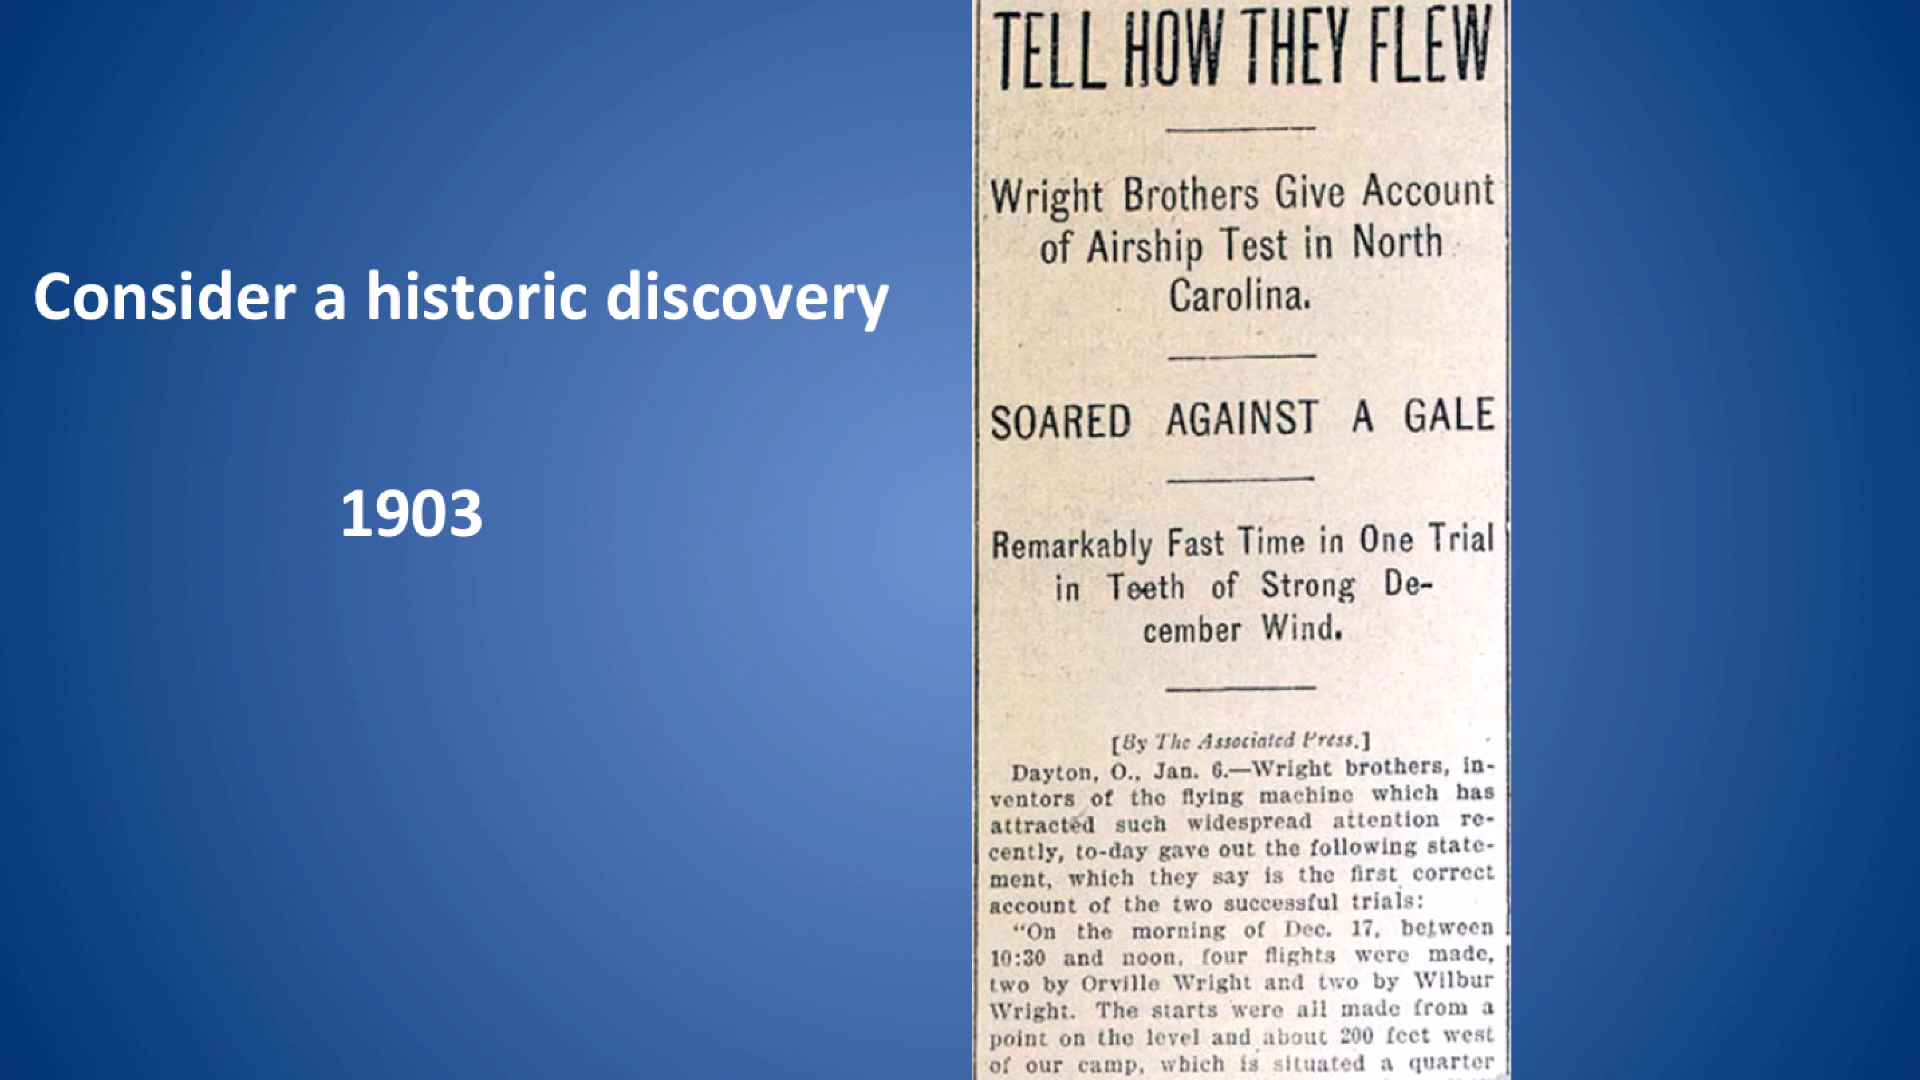 Consider a historic discovery
1903
TELL HOW THEY FLEW
Wright Brothers Give Account
of Airship Test in North
Carolina.
SOARED AGAINST A GALE
Remarkably Fast Time in One Trial
in Teeth of Strong De-
cember Wind.
[By The Associated Press.]
Dayton, O., Jan. 6.—Wright brothers, in-
ventors of the flying machine which has
attracted such widespread attention re-
cently, to-day gave out the following state-
ment, which they say is the first correct
account of the two successful trials:
"On the morning of Dec. 17, between
10:30 and noon, four flights were made,
two by Orville Wright and two by Wilbur
Wright. The starts were all made from a
point on the level and about 200 feet west
of our camp, which is situated a quarter